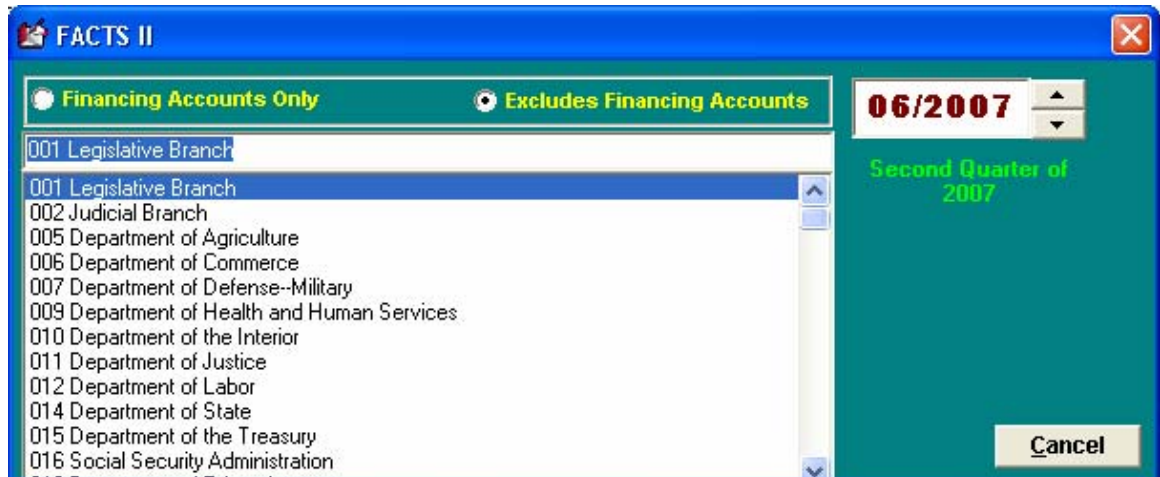 FACTS II
Financing Accounts Only
Excludes Financing Accounts
06/2007
001 Legislative Branch
Second Quarter of
2007
001 Legislative Branch
002 Judicial Branch
005 Department of Agriculture
006 Department of Commerce
007 Department of Defense--Military
009 Department of Health and Human Services
010 Department of the Interior
011 Department of Justice
012 Department of Labor
014 Department of State
015 Department of the Treasury
016 Social Security Administration
Cancel